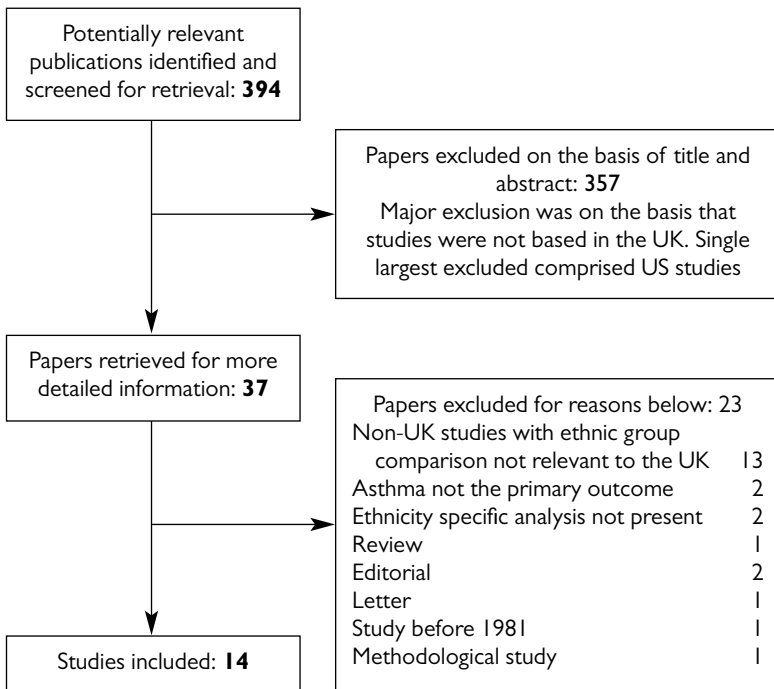 Potentially relevant
publications identified and
screened for retrieval: 394
Papers excluded on the basis of title and
abstract: 357
Major exclusion was on the basis that
studies were not based in the UK. Single
largest excluded comprised US studies
Papers retrieved for more
detailed information: 37
Papers excluded for reasons below: 23
Non-UK studies with ethnic group
comparison not relevant to the UK 13
Asthma not the primary outcome 2
Ethnicity specific analysis not present 2
Review 1
Editorial 2
Letter 1
Study before 1981 1
Methodological study 1
Studies included: 14